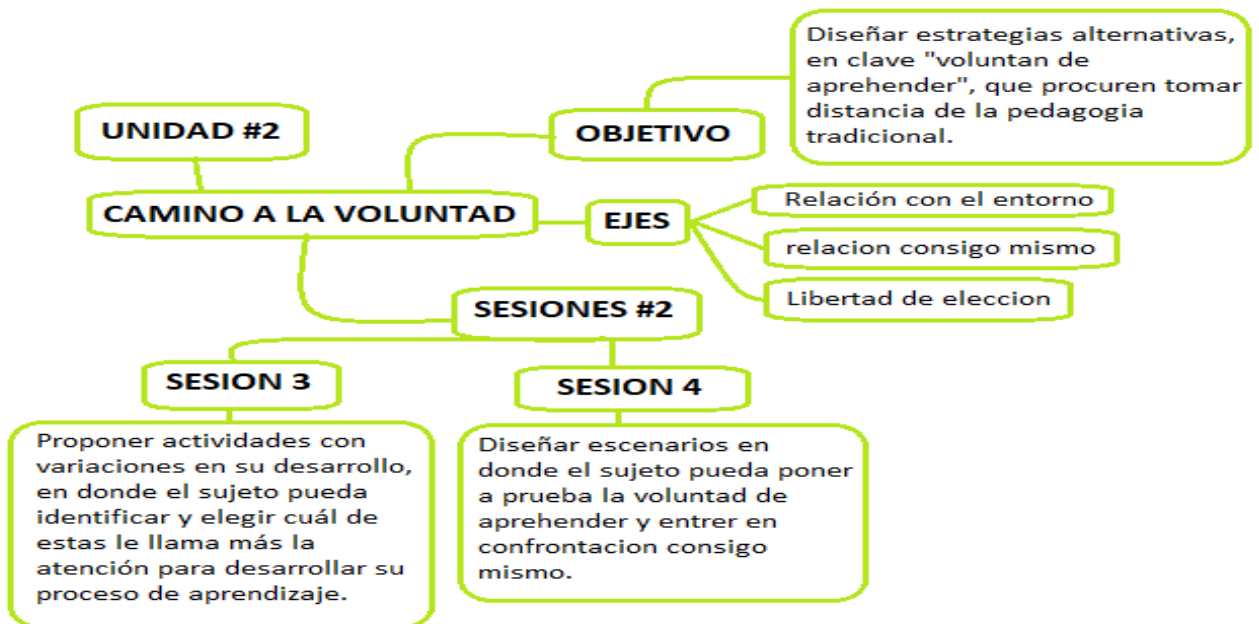 UNIDAD #2
CAMINO A LA VOLUNTAD
OBJETIVO
Diseñar estrategias alternativas,
en clave "voluntan de
aprehender", que procuren tomar
distancia de la pedagogia
tradicional.
EJES
Relación con el entorno
relacion consigo mismo
Libertad de eleccion
SESIONES #2
SESION 3
Proponer actividades con
variaciones en su desarrollo,
en donde el sujeto pueda
identificar y elegir cuál de
estas le llama más la
atención para desarrollar su
proceso de aprendizaje.
SESION 4
Diseñar escenarios en
donde el sujeto pueda poner
a prueba la voluntad de
aprehender y entrer en
confrontacion consigo
mismo.